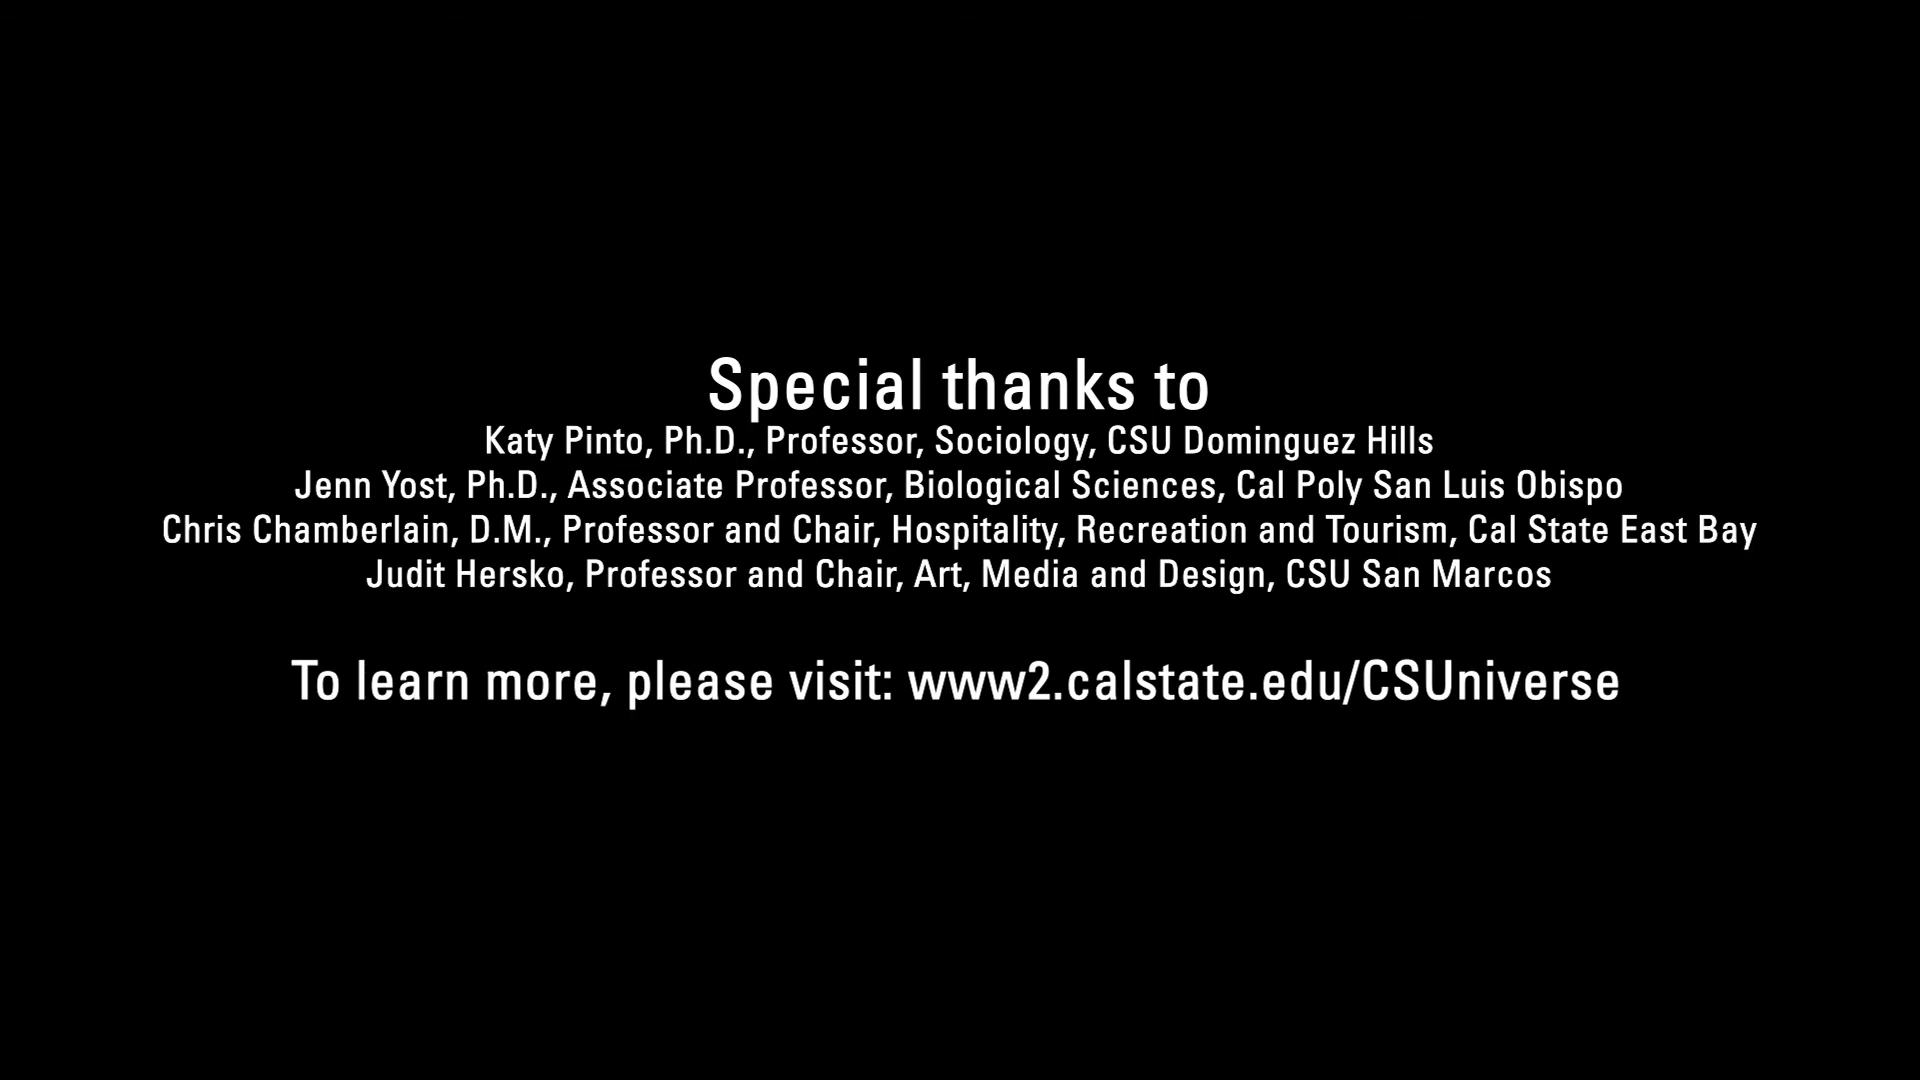 Special thanks to
Katy Pinto, Ph.D., Professor, Sociology, CSU Dominguez Hills
Jenn Yost, Ph.D., Associate Professor, Biological Sciences, Cal Poly San Luis Obispo
Chris Chamberlain, D.M., Professor and Chair, Hospitality, Recreation and Tourism, Cal State East Bay
Judit Hersko, Professor and Chair, Art, Media and Design, CSU San Marcos
To learn more, please visit: www2.calstate.edu/CSUniverse